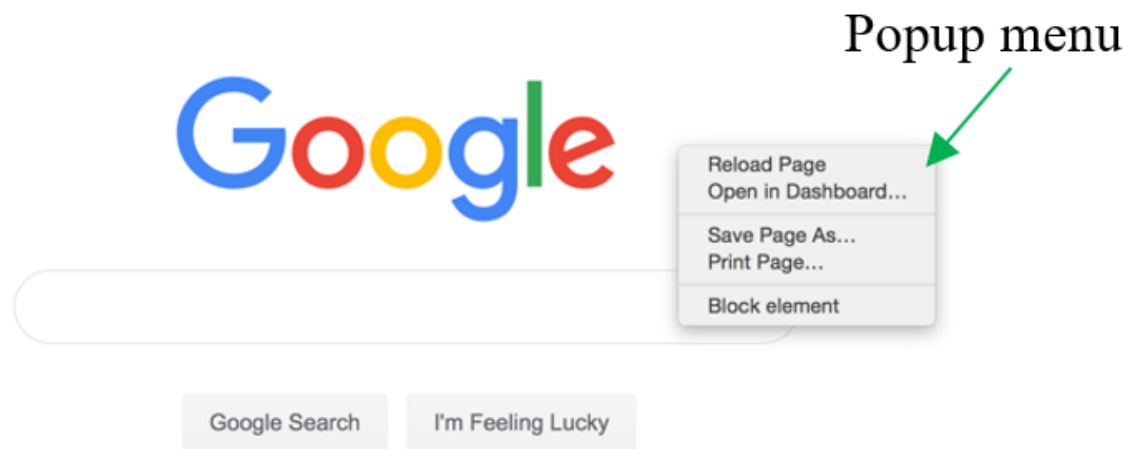 Popup menu
Google
Reload Page
Open in Dashboard...
Save Page As...
Print Page...
Block element
Google Search
I'm Feeling Lucky